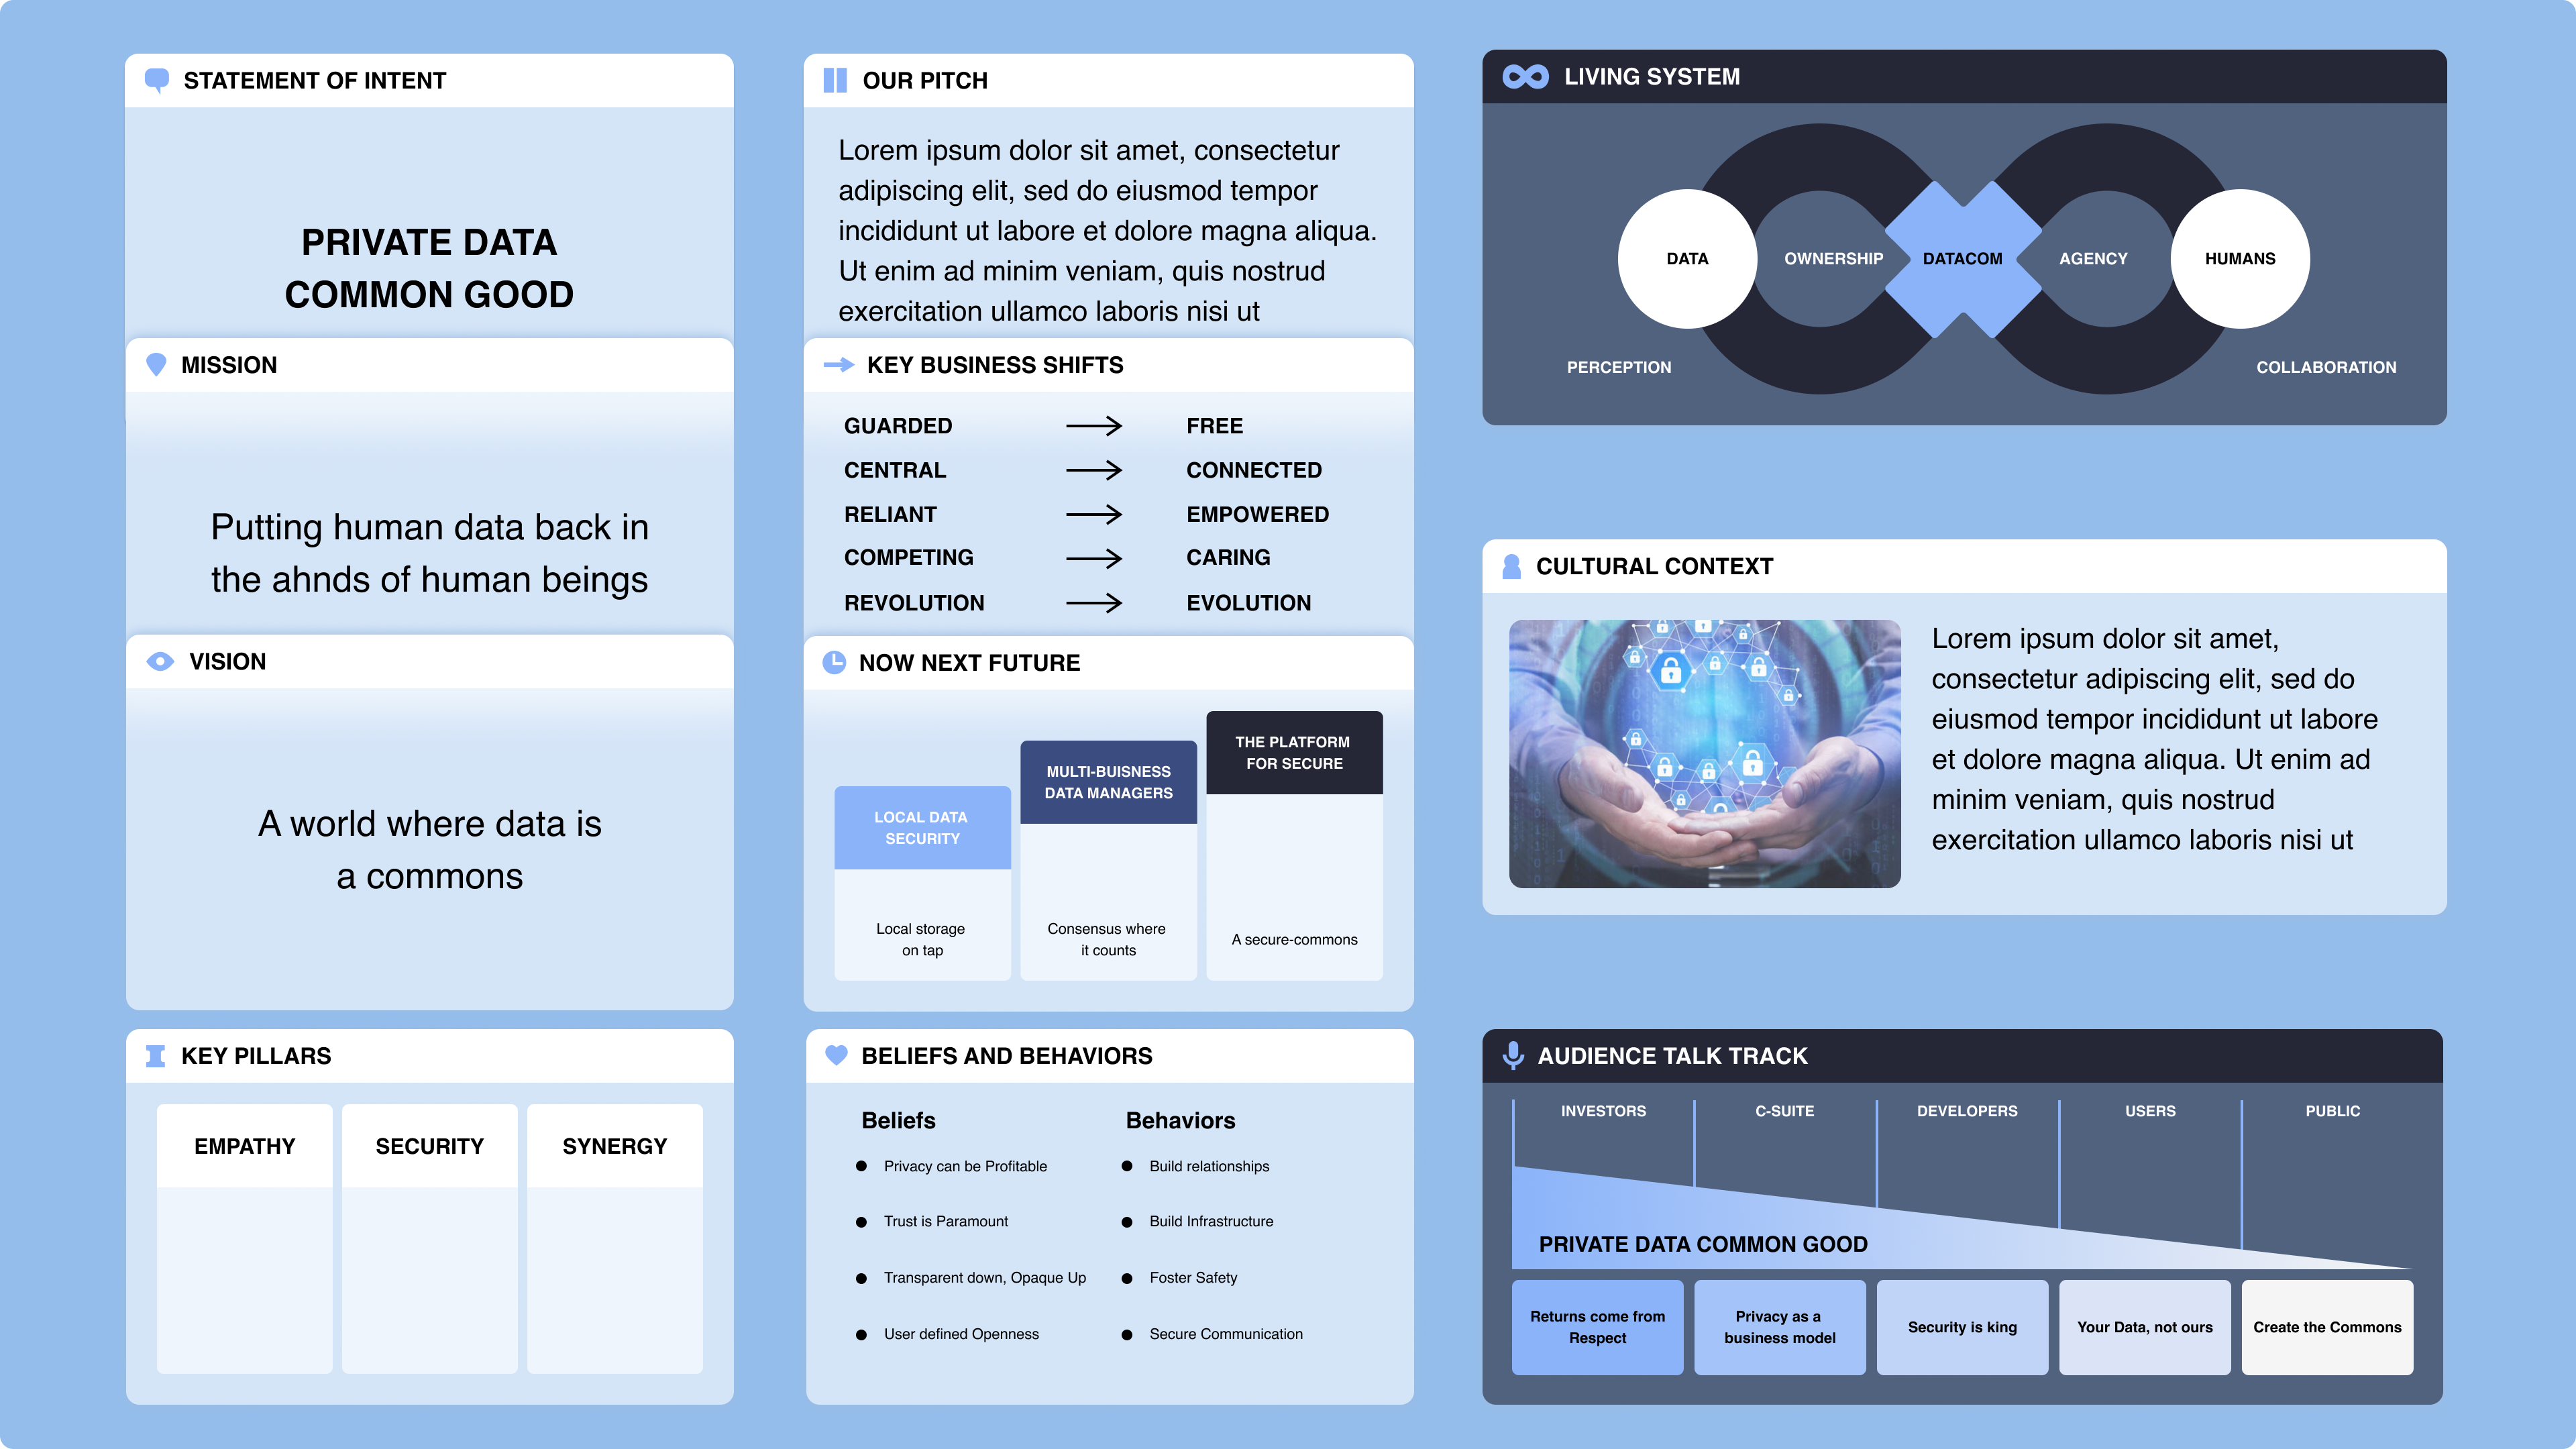 STATEMENT OF INTENT
PRIVATE DATA
COMMON GOOD
MISSION
Putting human data back in
the ahnds of human beings
VISION
A world where data is
a commons
KEY PILLARS
EMPATHY
SECURITY
SYNERGY
OUR PITCH
Lorem ipsum dolor sit amet, consectetur
adipiscing elit, sed do eiusmod tempor
incididunt ut labore et dolore magna aliqua.
Ut enim ad minim veniam, quis nostrud
exercitation ullamco laboris nisi ut
KEY BUSINESS SHIFTS
GUARDED → FREE
CENTRAL → CONNECTED
RELIANT → EMPOWERED
COMPETING → CARING
REVOLUTION → EVOLUTION
NOW NEXT FUTURE
LOCAL DATA
SECURITY
Local storage
on tap
MULTI-BUISNESS
DATA MANAGERS
Consensus where
it counts
THE PLATFORM
FOR SECURE
A secure-commons
BELIEFS AND BEHAVIORS
Beliefs
Privacy can be Profitable
Trust is Paramount
Transparent down, Opaque Up
User defined Openness
Behaviors
Build relationships
Build Infrastructure
Foster Safety
Secure Communication
LIVING SYSTEM
DATA
OWNERSHIP
DATACOM
AGENCY
HUMANS
PERCEPTION
COLLABORATION
CULTURAL CONTEXT
Lorem ipsum dolor sit amet,
consectetur adipiscing elit, sed do
eiusmod tempor incididunt ut labore
et dolore magna aliqua. Ut enim ad
minim veniam, quis nostrud
exercitation ullamco laboris nisi ut
AUDIENCE TALK TRACK
INVESTORS
C-SUITE
DEVELOPERS
USERS
PUBLIC
PRIVATE DATA COMMON GOOD
Returns come from
Respect
Privacy as a
business model
Security is king
Your Data, not ours
Create the Commons